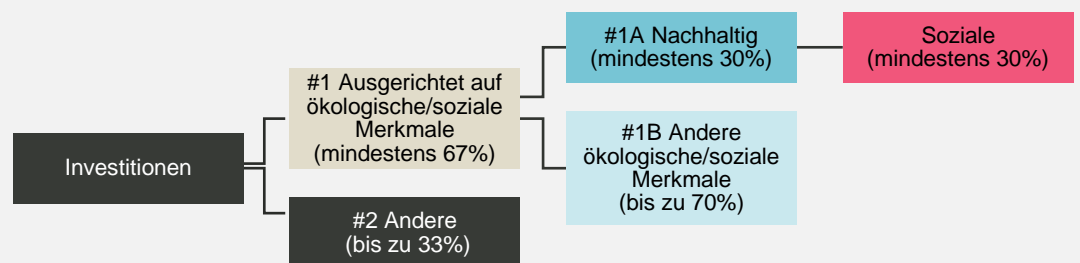 Investitionen
#1 Ausgerichtet auf
ökologische/soziale
Merkmale
(mindestens 67%)
#2 Andere
(bis zu 33%)
#1A Nachhaltig
(mindestens 30%)
#1B Andere
ökologische/soziale
Merkmale
(bis zu 70%)
Soziale
(mindestens 30%)